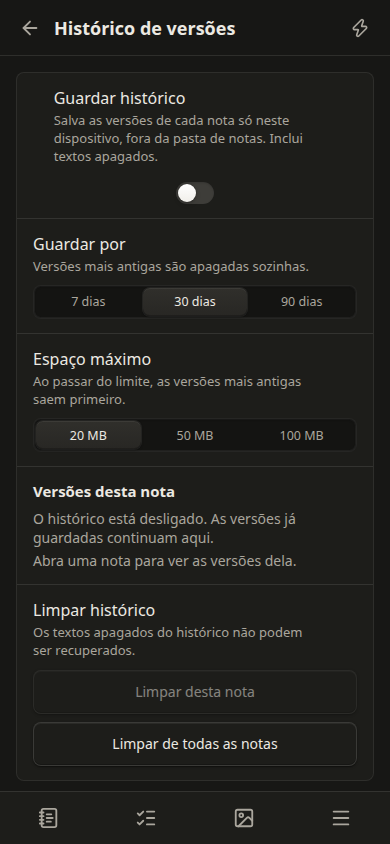 Histórico de versões
Guardar histórico
Salva as versões de cada nota só neste
dispositivo, fora da pasta de notas. Inclui
textos apagados.
Guardar por
Versões mais antigas são apagadas sozinhas.
7 dias
30 dias
90 dias
Espaço máximo
Ao passar do limite, as versões mais antigas
saem primeiro.
20 MB
50 MB
100 MB
Versões desta nota
O histórico está desligado. As versões já
guardadas continuam aqui.
Abra uma nota para ver as versões dela.
Limpar histórico
Os textos apagados do histórico não podem
ser recuperados.
Limpar desta nota
Limpar de todas as notas